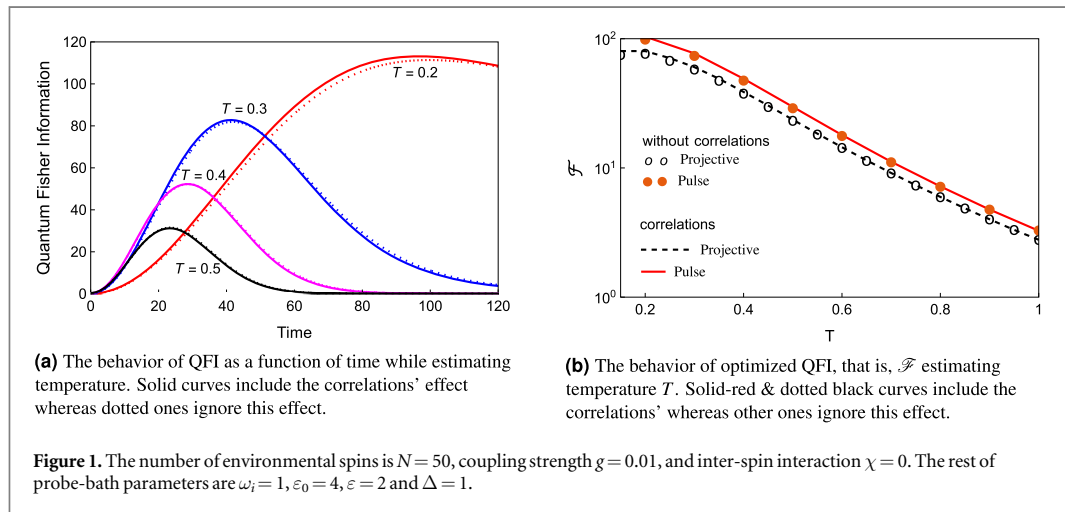 120
100
80
60
40
20
0
Quantum Fisher Information
T = 0.2
T = 0.3
T = 0.4
T = 0.5
0 20 40 60 80 100 120
Time
(a) The behavior of QFI as a function of time while estimating
temperature. Solid curves include the correlations' effect
whereas dotted ones ignore this effect.
10²
10¹
10⁰
ℱ
without correlations
o o Projective
Pulse
correlations
Projective
Pulse
0.2 0.4 0.6 0.8 1
T
(b) The behavior of optimized QFI, that is, ℱ estimating
temperature T. Solid-red & dotted black curves include the
correlations' whereas other ones ignore this effect.
Figure 1. The number of environmental spins is N = 50, coupling strength g = 0.01, and inter-spin interaction χ = 0. The rest of
probe-bath parameters are ωᵢ = 1, ε₀ = 4, ε = 2 and Δ = 1.